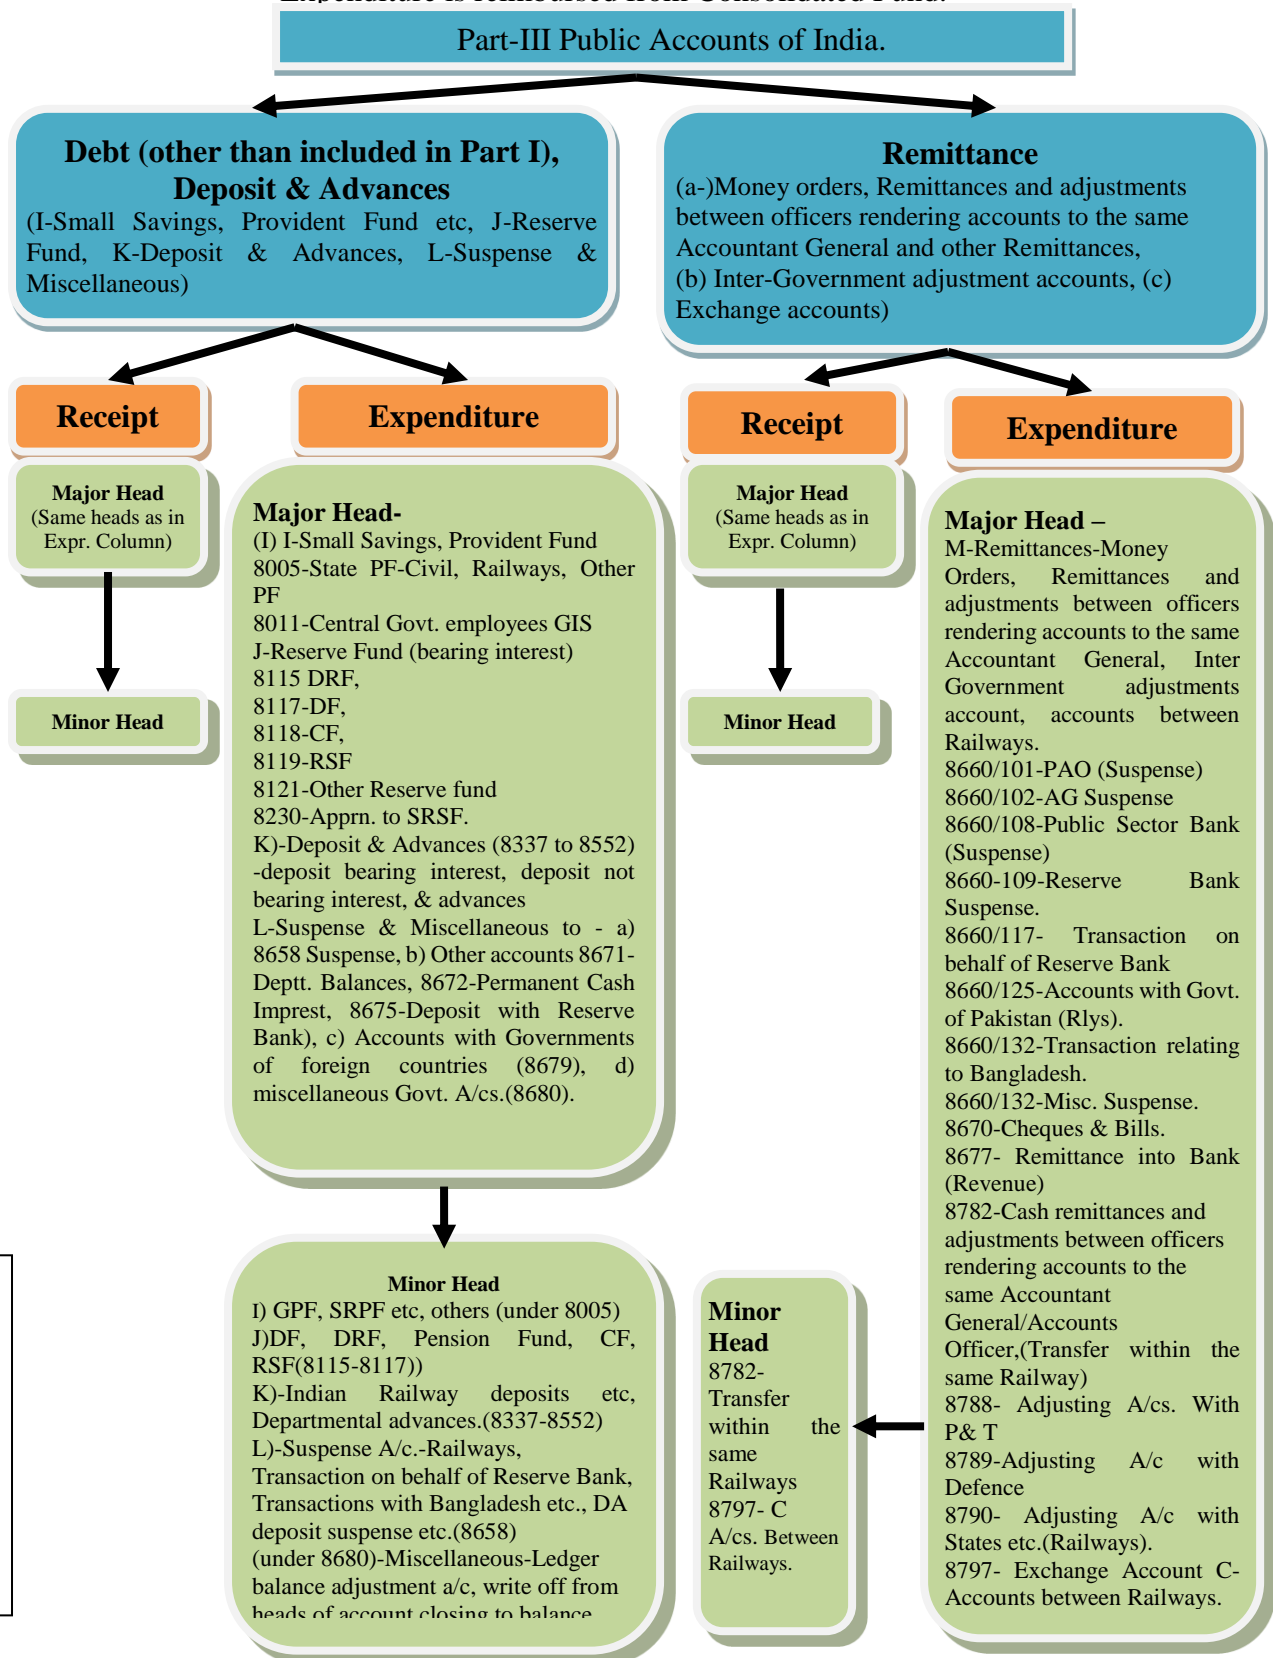 Expenditure is reimbursed from Consolidated Fund.
Part-III Public Accounts of India.
Debt (other than included in Part I),
Deposit & Advances
(I-Small Savings, Provident Fund etc, J-Reserve
Fund, K-Deposit & Advances, L-Suspense &
Miscellaneous)
Remittance
(a-)Money orders, Remittances and adjustments
between officers rendering accounts to the same
Accountant General and other Remittances,
(b) Inter-Government adjustment accounts, (c)
Exchange accounts)
Receipt
Expenditure
Receipt
Expenditure
Major Head
(Same heads as in
Expr. Column)
Minor Head
Major Head-
(I) I-Small Savings, Provident Fund
8005-State PF-Civil, Railways, Other
PF
8011-Central Govt. employees GIS
J-Reserve Fund (bearing interest)
8115 DRF,
8117-DF,
8118-CF,
8119-RSF
8121-Other Reserve fund
8230-Apprn. to SRSF.
K)-Deposit & Advances (8337 to 8552)
-deposit bearing interest, deposit not
bearing interest, & advances
L-Suspense & Miscellaneous to - a)
8658 Suspense, b) Other accounts 8671-
Deptt. Balances, 8672-Permanent Cash
Imprest, 8675-Deposit with Reserve
Bank), c) Accounts with Governments
of foreign countries (8679), d)
miscellaneous Govt. A/cs.(8680).
Minor Head
I) GPF, SRPF etc, others (under 8005)
J)DF, DRF, Pension Fund, CF,
RSF(8115-8117))
K)-Indian Railway deposits etc,
Departmental advances.(8337-8552)
L)-Suspense A/c.-Railways,
Transaction on behalf of Reserve Bank,
Transactions with Bangladesh etc., DA
deposit suspense etc.(8658)
(under 8680)-Miscellaneous-Ledger
balance adjustment a/c, write off from
heads of account closing to balance
Major Head
(Same heads as in
Expr. Column)
Minor Head
Major Head –
M-Remittances-Money
Orders, Remittances and
adjustments between officers
rendering accounts to the same
Accountant General, Inter
Government adjustments
account, accounts between
Railways.
8660/101-PAO (Suspense)
8660/102-AG Suspense
8660/108-Public Sector Bank
(Suspense)
8660-109-Reserve Bank
Suspense.
8660/117- Transaction on
behalf of Reserve Bank
8660/125-Accounts with Govt.
of Pakistan (Rlys).
8660/132-Transaction relating
to Bangladesh.
8660/132-Misc. Suspense.
8670-Cheques & Bills.
8677- Remittance into Bank
(Revenue)
8782-Cash remittances and
adjustments between officers
rendering accounts to the
same Accountant
General/Accounts
Officer,(Transfer within the
same Railway)
8788- Adjusting A/cs. With
P& T
8789-Adjusting A/c with
Defence
8790- Adjusting A/c with
States etc.(Railways).
8797- Exchange Account C-
Accounts between Railways.
Minor
Head
8782-
Transfer
within the
same
Railways
8797- C
A/cs. Between
Railways.